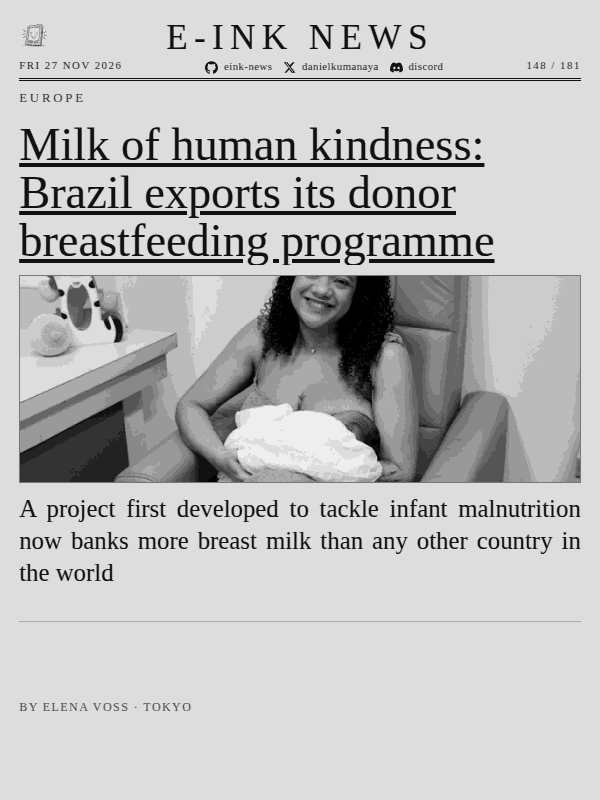 E-INK NEWS
FRI 27 NOV 2026
eink-news danielkumanaya discord
148 / 181
EUROPE
Milk of human kindness:
Brazil exports its donor
breastfeeding programme
A project first developed to tackle infant malnutrition
now banks more breast milk than any other country in
the world
BY ELENA VOSS · TOKYO